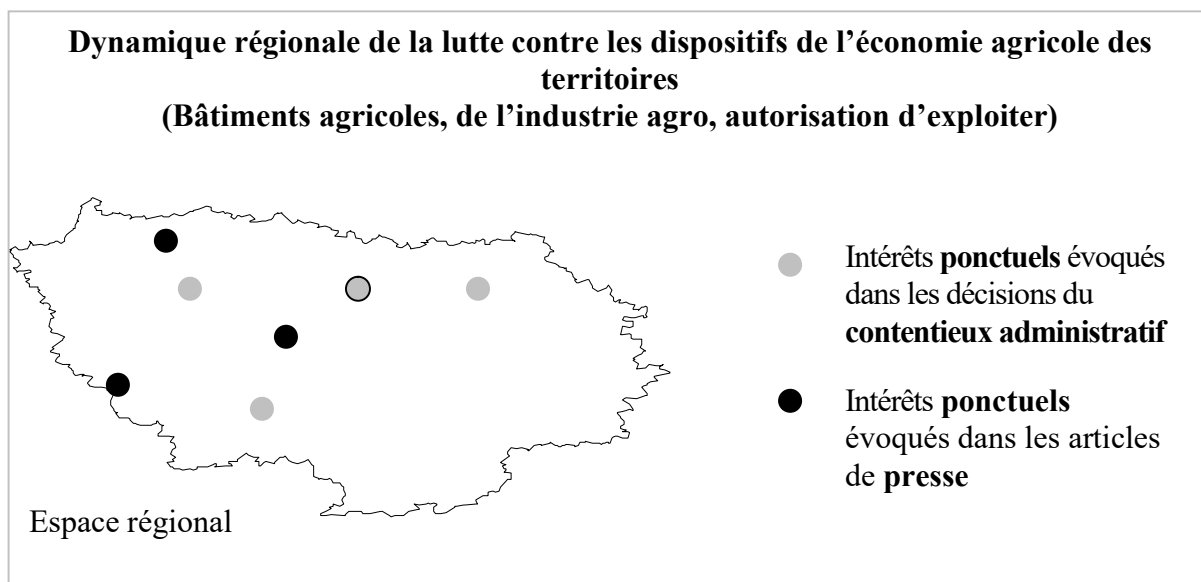 Dynamique régionale de la lutte contre les dispositifs de l’économie agricole des
territoires
(Bâtiments agricoles, de l’industrie agro, autorisation d’exploiter)
Intérêts ponctuels évoqués
dans les décisions du
contentieux administratif
Intérêts ponctuels
évoqués dans les articles
de presse
Espace régional